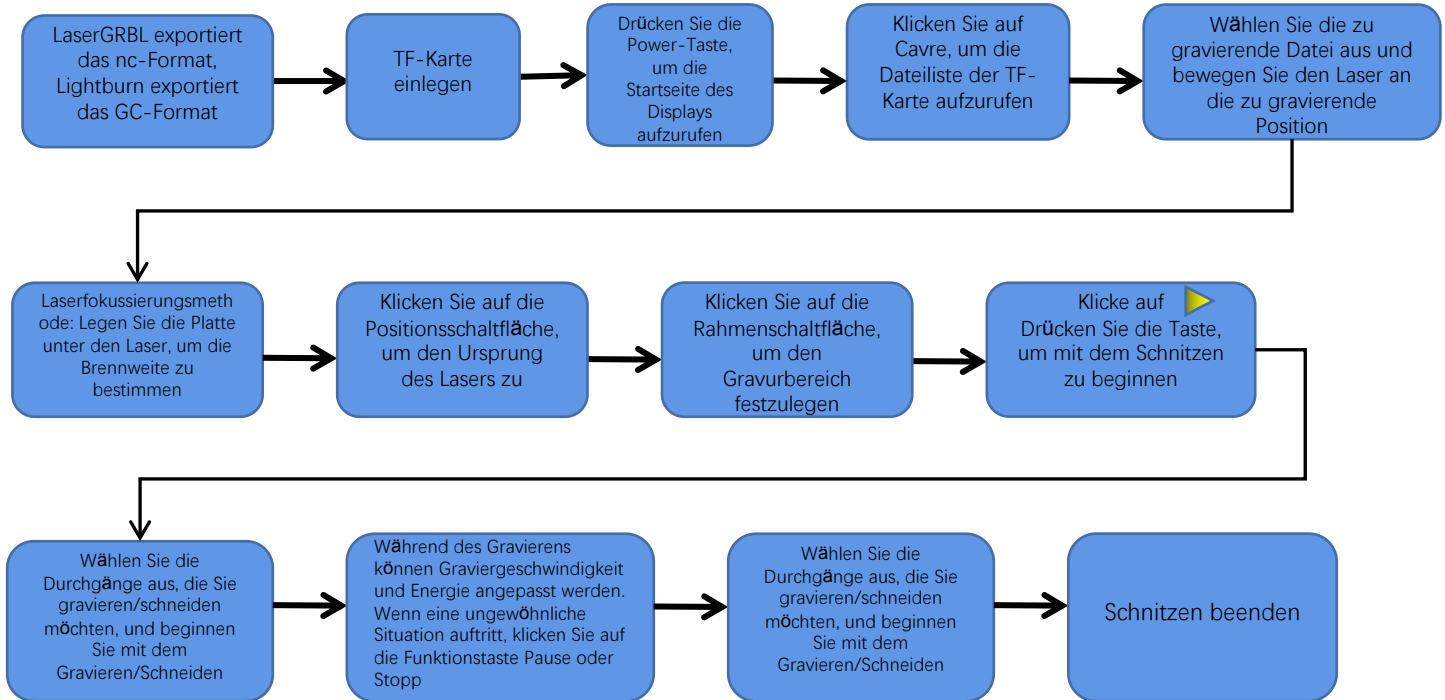 LaserGRBL exportiert
das nc-Format,
Lightburn exportiert
das GC-Format
TF-Karte
einlegen
Drücken Sie die
Power-Taste,
um die
Startseite des
Displays
aufzurufen
Klicken Sie auf
Cavre, um die
Dateiliste der TF-
Karte aufzurufen
Wählen Sie die zu
gravierende Datei aus und
bewegen Sie den Laser an
die zu gravierende
Position
Laserfokussierungsmeth
ode: Legen Sie die Platte
unter den Laser, um die
Brennweite zu
bestimmen
Klicken Sie auf die
Positionsschaltfläche,
um den Ursprung
des Lasers zu
Klicken Sie auf die
Rahmenschaltfläche,
um den
Gravurbereich
festzulegen
Klicke auf
Drücken Sie die Taste,
um mit dem Schnitzen
zu beginnen
Wählen Sie die
Durchgänge aus, die Sie
gravieren/schneiden
möchten, und beginnen
Sie mit dem
Gravieren/Schneiden
Während des Gravierens
können Graviergeschwindigkeit
und Energie angepasst werden.
Wenn eine ungewöhnliche
Situation auftritt, klicken Sie auf
die Funktionstaste Pause oder
Stopp
Wählen Sie die
Durchgänge aus, die Sie
gravieren/schneiden
möchten, und beginnen
Sie mit dem
Gravieren/Schneiden
Schnitzen beenden